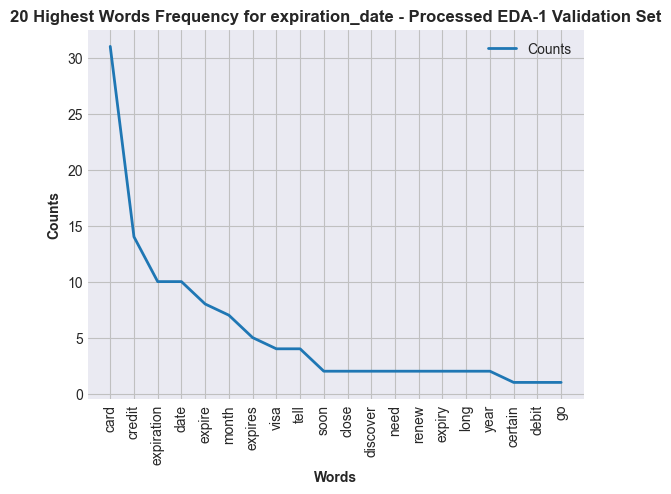 20 Highest Words Frequency for expiration_date - Processed EDA-1 Validation Set
Counts
30
25
20
15
10
5
0
Counts
card
credit
expiration
date
expire
month
expires
visa
tell
soon
close
discover
need
renew
expiry
long
year
certain
debit
go
Words